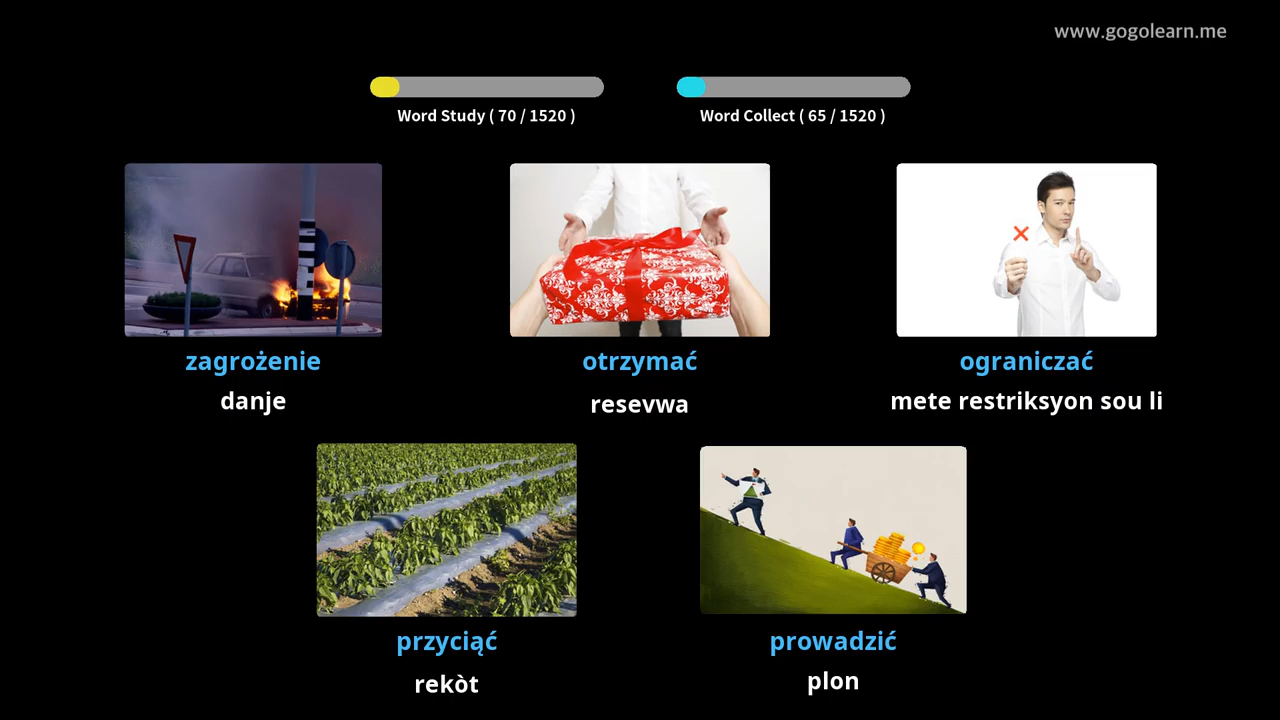 www.gogolearn.me
Word Study ( 70 / 1520 )
Word Collect ( 65 / 1520 )
zagrożenie
danje
otrzymać
resevwa
ograniczać
mete restriksyon sou li
przyciąć
rekòt
prowadzić
plon